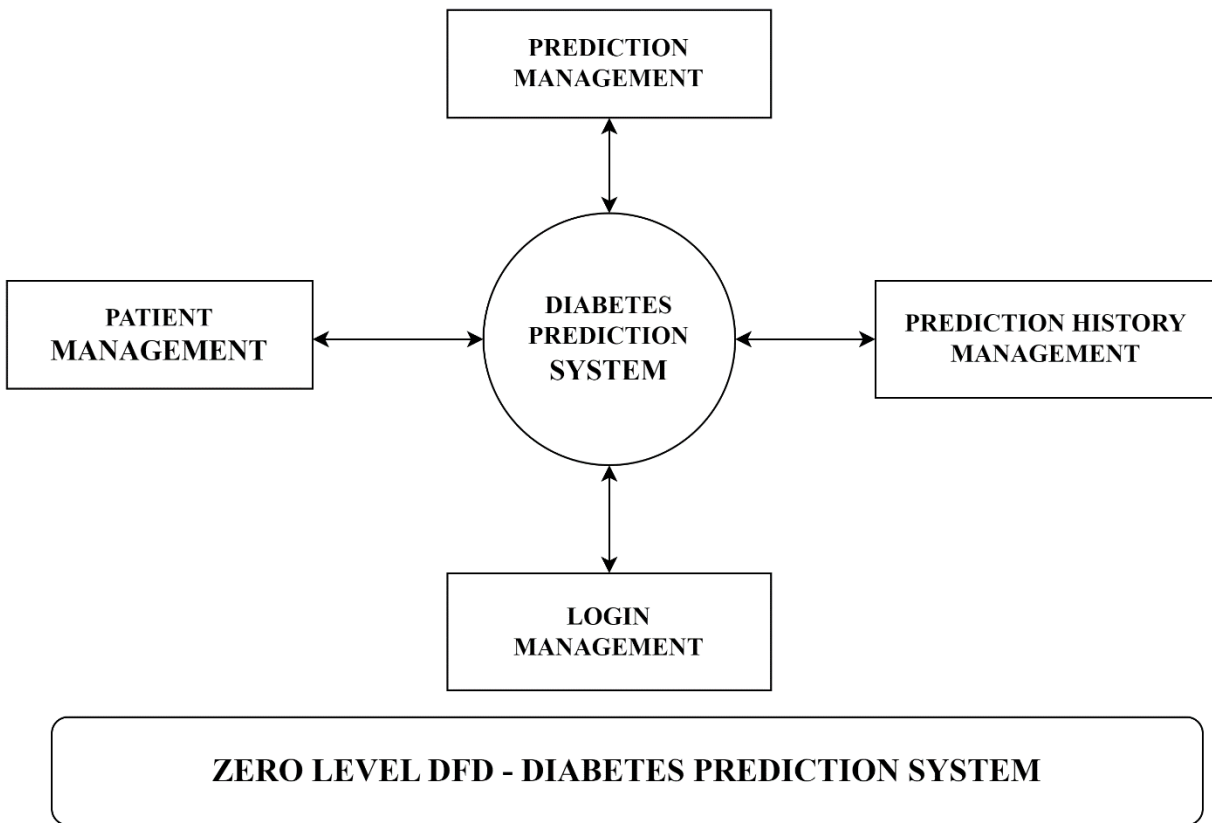 PREDICTION
MANAGEMENT
PATIENT
MANAGEMENT
DIABETES
PREDICTION
SYSTEM
PREDICTION HISTORY
MANAGEMENT
LOGIN
MANAGEMENT
ZERO LEVEL DFD - DIABETES PREDICTION SYSTEM